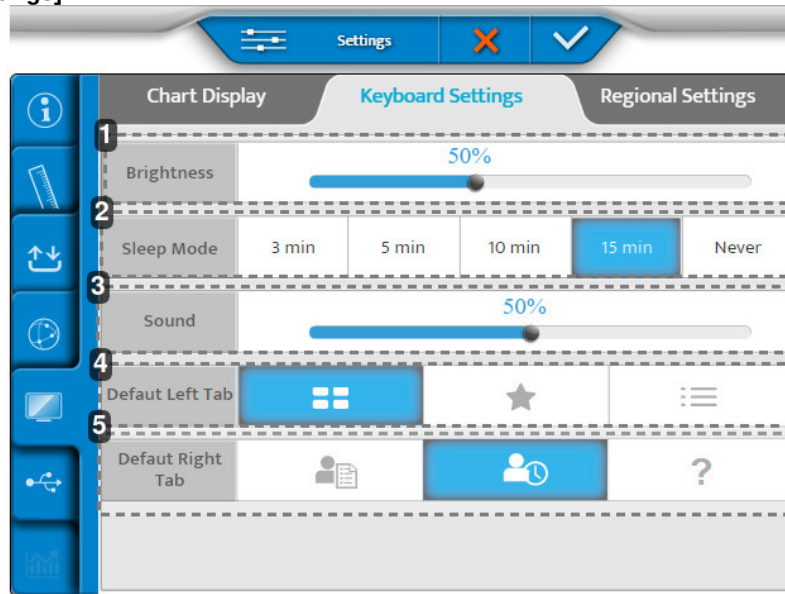 Settings
Chart Display Keyboard Settings Regional Settings
1
50%
Brightness
2
Sleep Mode 3 min 5 min 10 min 15 min Never
3
50%
Sound
4
Defaut Left Tab
5
Defaut Right
Tab
?